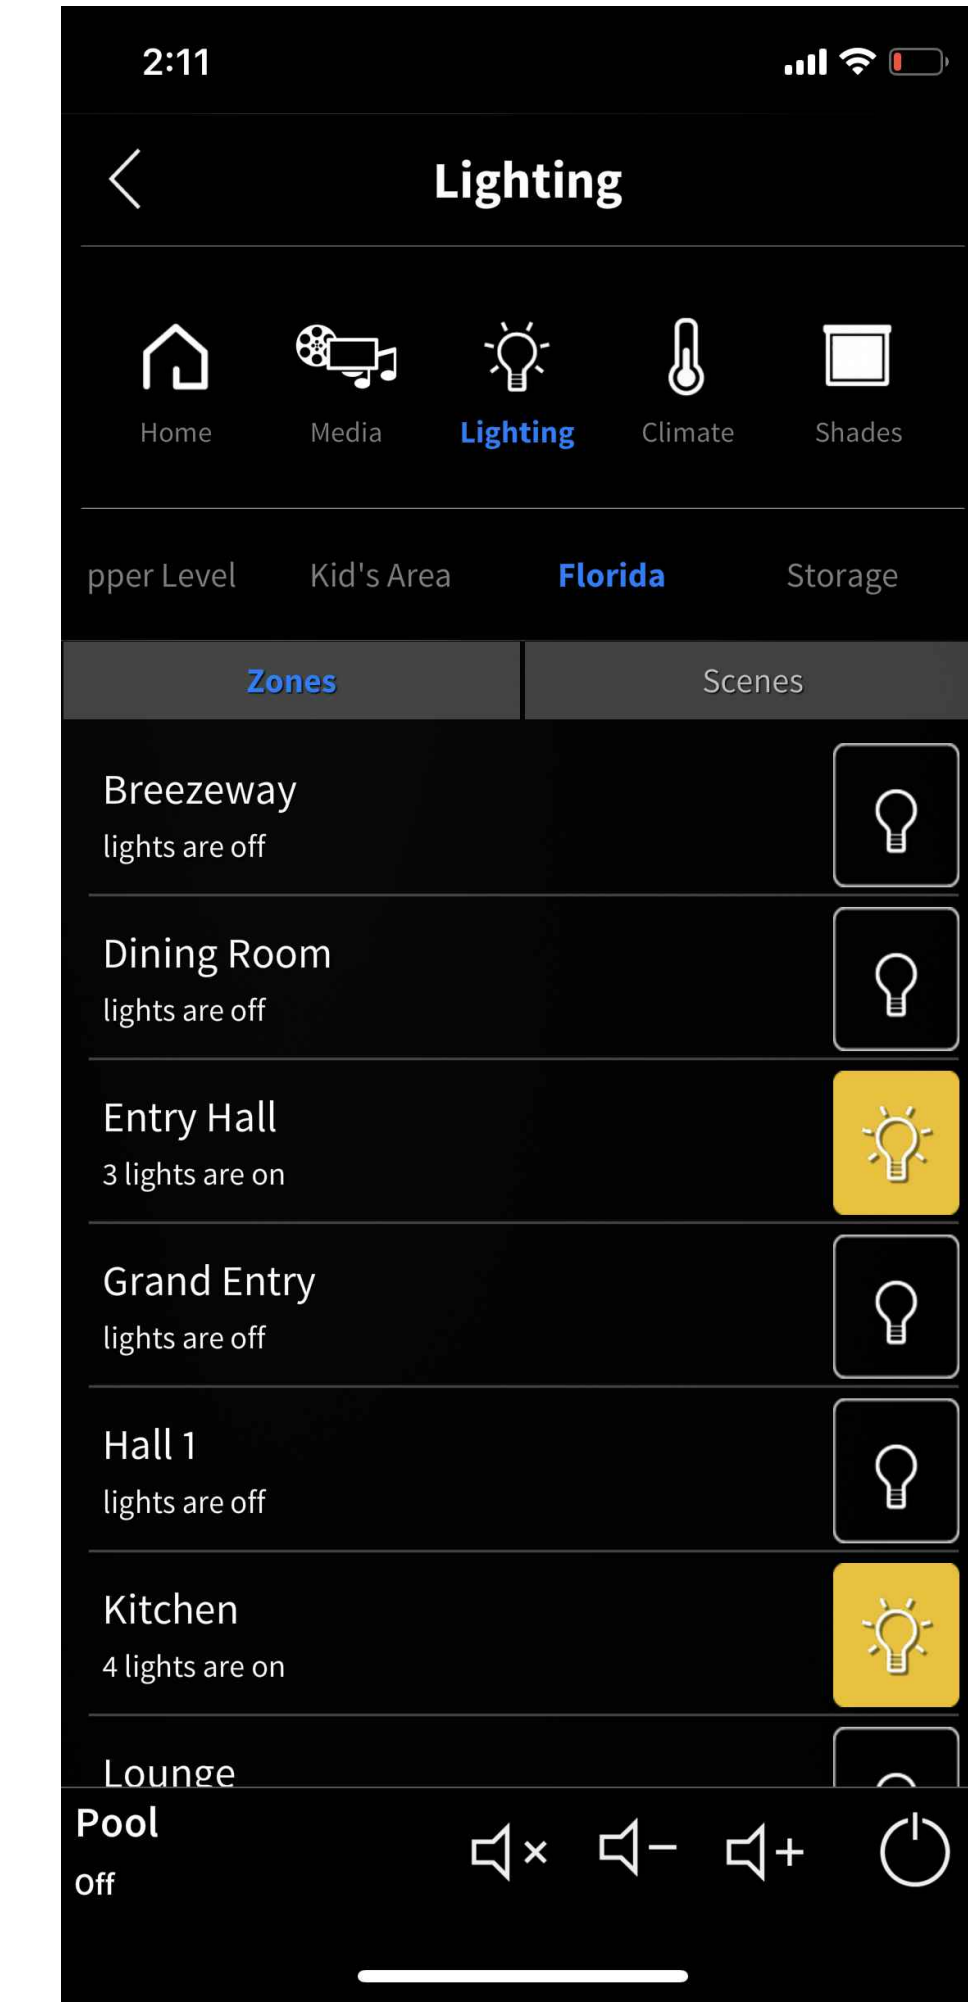 2:11
Lighting
Home Media Lighting Climate Shades
pper Level Kid's Area Florida Storage
Zones Scenes
Breezeway
lights are off
Dining Room
lights are off
Entry Hall
3 lights are on
Grand Entry
lights are off
Hall 1
lights are off
Kitchen
4 lights are on
Lounge
Pool
Off